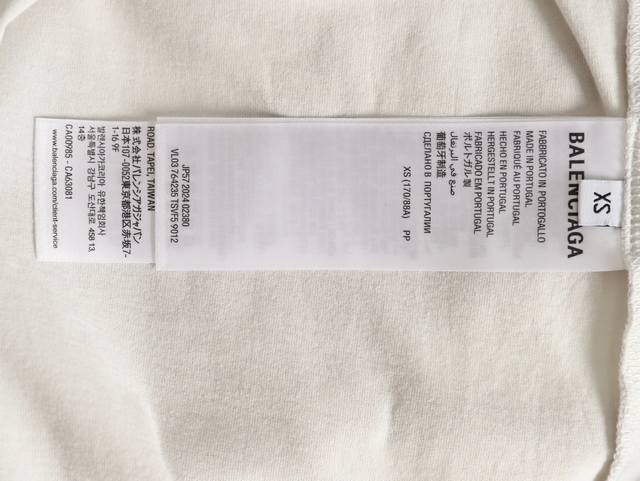 BALENCIAGA
XS
FABBRICATO IN PORTOGALLO
MADE IN PORTUGAL
FABRIQUÉ AU PORTUGAL
HECHO EN PORTUGAL
HERGESTELLT IN PORTUGAL
FABRICADO EM PORTUGAL
ポルトガル製
صنع في البرتغال
葡萄牙制造
СДЕЛАНО В ПОРТУГАЛИИ
XS (170/88A) PP
JP57 2024 02380
VL03 764235 TSVF5 9012
ROAD, TAPEI, TAIWAN
株式会社バレンシアガジャパン
日本107-0052東京都港区赤坂7-
1-16 9F
발렌시아가코리아 유한책임회사
서울특별시 강남구 도산대로 458 13,
14층
CA00985 - CA63081
www.balenciaga.com/client-service